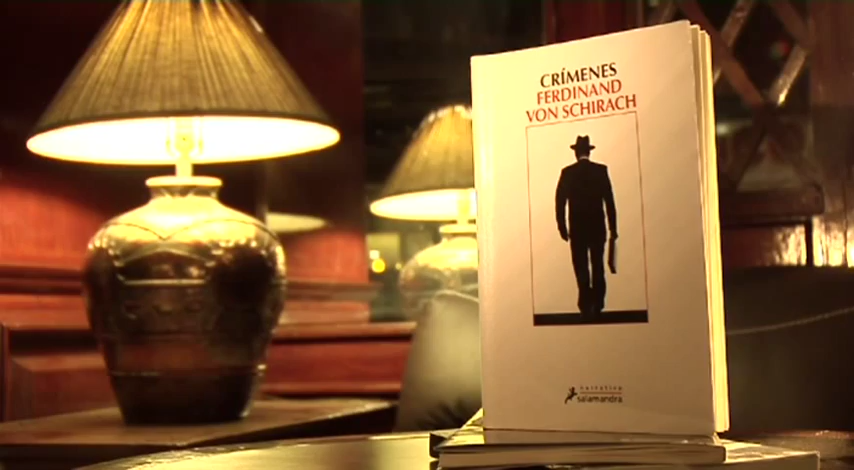 CRÍMENES
FERDINAND
VON SCHIRACH
narrativa
salamandra